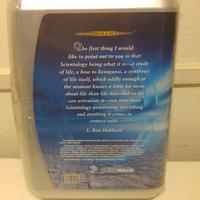 The first thing I would
like to point out to you is that
Scientology being what it is—a study
of life, a how to livingness, a synthesis
of life itself, which oddly enough at
the moment knows a little bit more
about life than life does and so we
can articulate it—you then have
Scientology penetrating everything
and anything it comes in
contact with.
L. Ron Hubbard